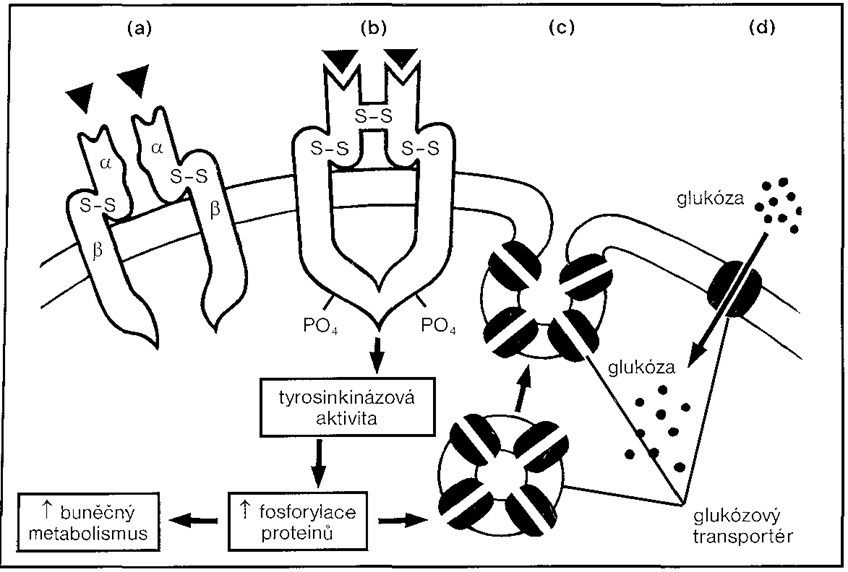 (a)
(b)
(c)
(d)
α
α
S–S
S–S
β
β
S–S
S–S
S–S
PO₄
PO₄
glukóza
glukóza
tyrosinkinázová
aktivita
↑ fosforylace
proteinů
↑ buněčný
metabolismus
glukózový
transportér